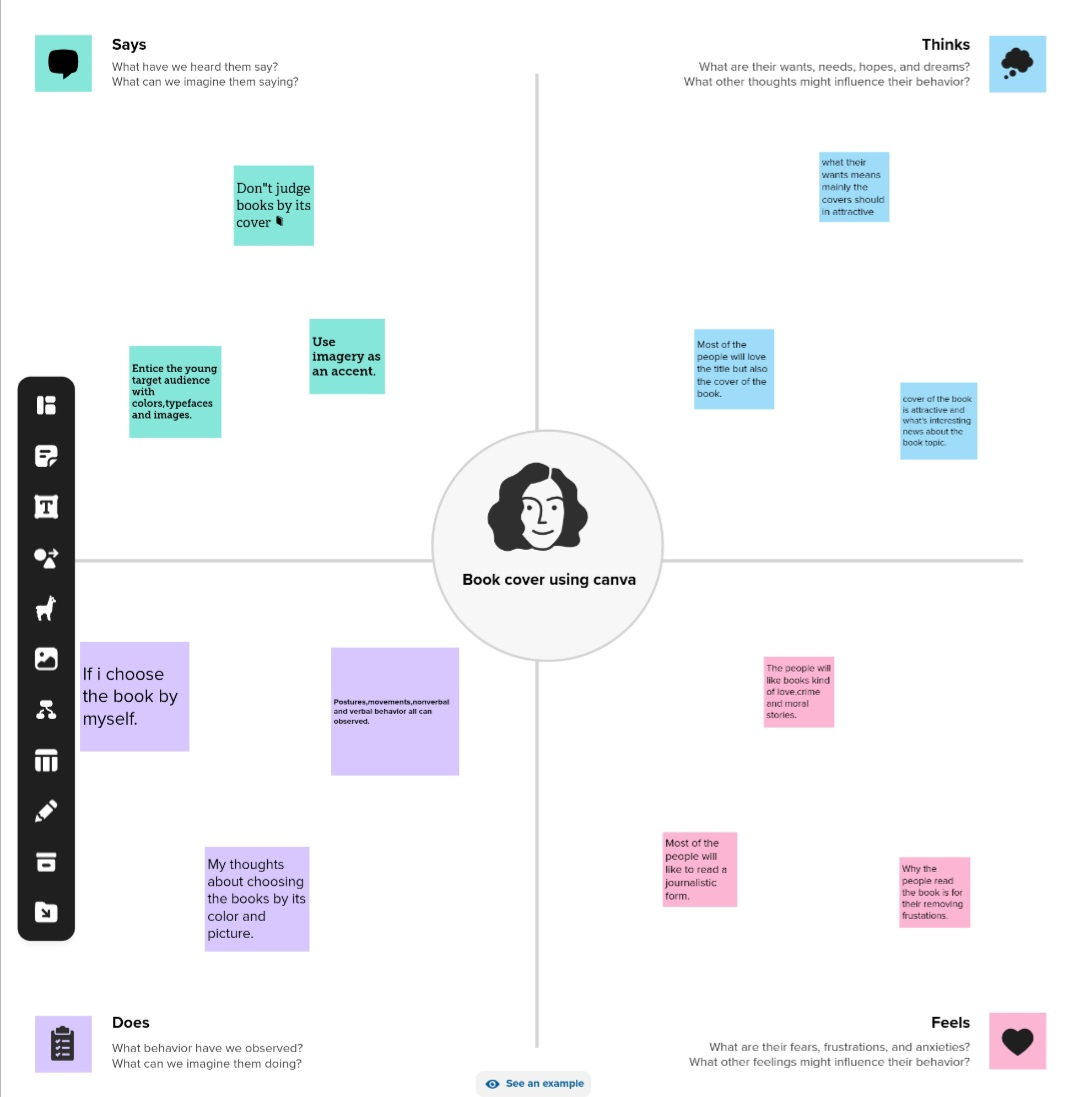 Says
What have we heard them say?
What can we imagine them saying?
Thinks
What are their wants, needs, hopes, and dreams?
What other thoughts might influence their behavior?
Don"t judge
books by its
cover
Use
imagery as
an accent.
Entice the young
target audience
with
colors,typefaces
and images.
what their
wants means
mainly the
covers should
in attractive
Most of the
people will love
the title but also
the cover of the
book.
cover of the book
is attractive and
what's interesting
news about the
book topic.
T
Book cover using canva
If i choose
the book by
myself.
Postures,movements,nonverbal
and verbal behavior all can
observed.
My thoughts
about choosing
the books by its
color and
picture.
The people will
like books kind
of love,crime
and moral
stories.
Most of the
people will
like to read a
journalistic
form.
Why the
people read
the book is for
their removing
frustations.
Does
What behavior have we observed?
What can we imagine them doing?
Feels
What are their fears, frustrations, and anxieties?
What other feelings might influence their behavior?
See an example